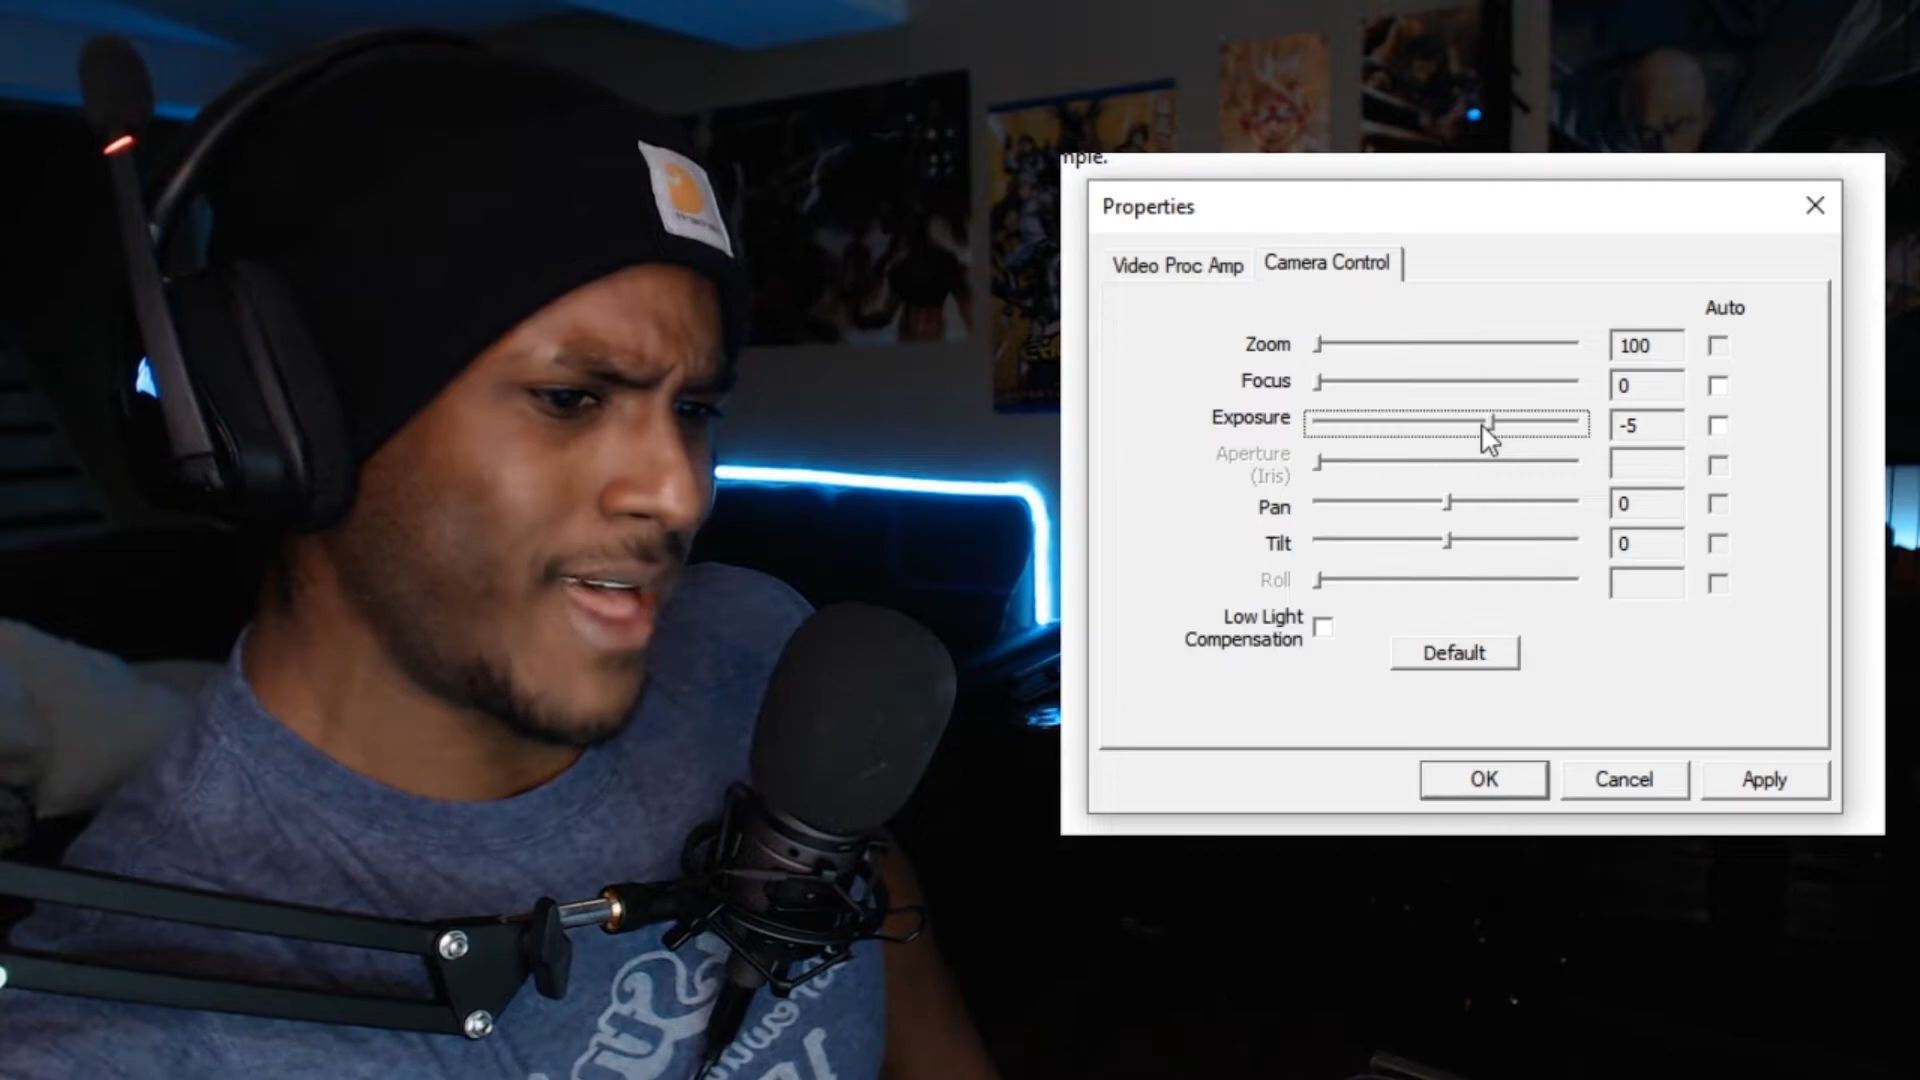 mple.
Properties
Video Proc Amp Camera Control
Auto
Zoom 100
Focus 0
Exposure -5
Aperture
(Iris)
Pan 0
Tilt 0
Roll
Low Light
Compensation
Default
OK Cancel Apply